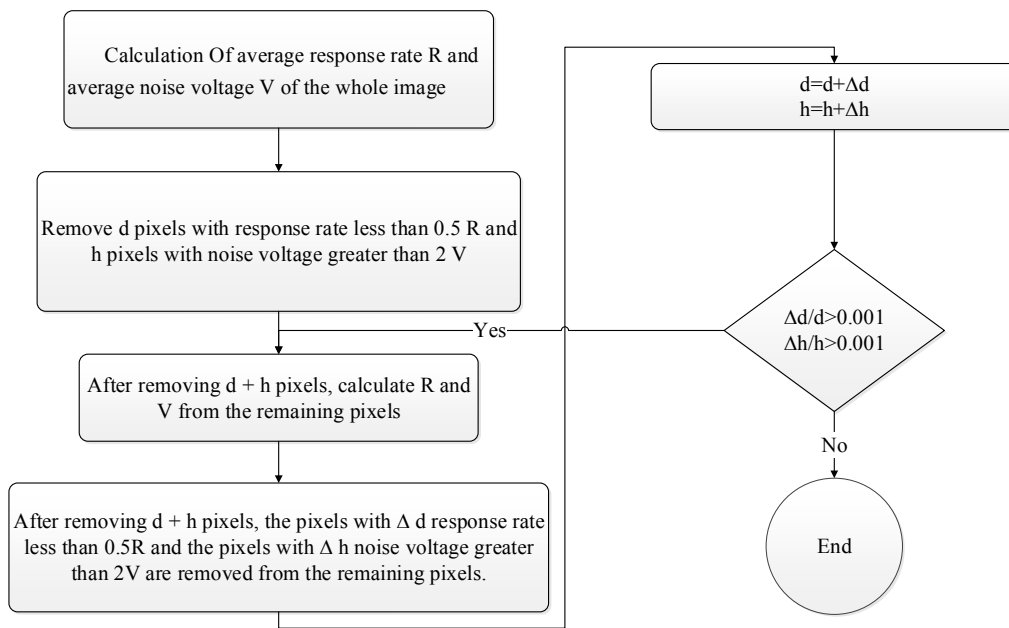 Calculation Of average response rate R and
average noise voltage V of the whole image
Remove d pixels with response rate less than 0.5 R and
h pixels with noise voltage greater than 2 V
After removing d + h pixels, calculate R and
V from the remaining pixels
After removing d + h pixels, the pixels with Δ d response rate
less than 0.5R and the pixels with Δ h noise voltage greater
than 2V are removed from the remaining pixels.
d=d+Δd
h=h+Δh
Δd/d>0.001
Δh/h>0.001
Yes
No
End